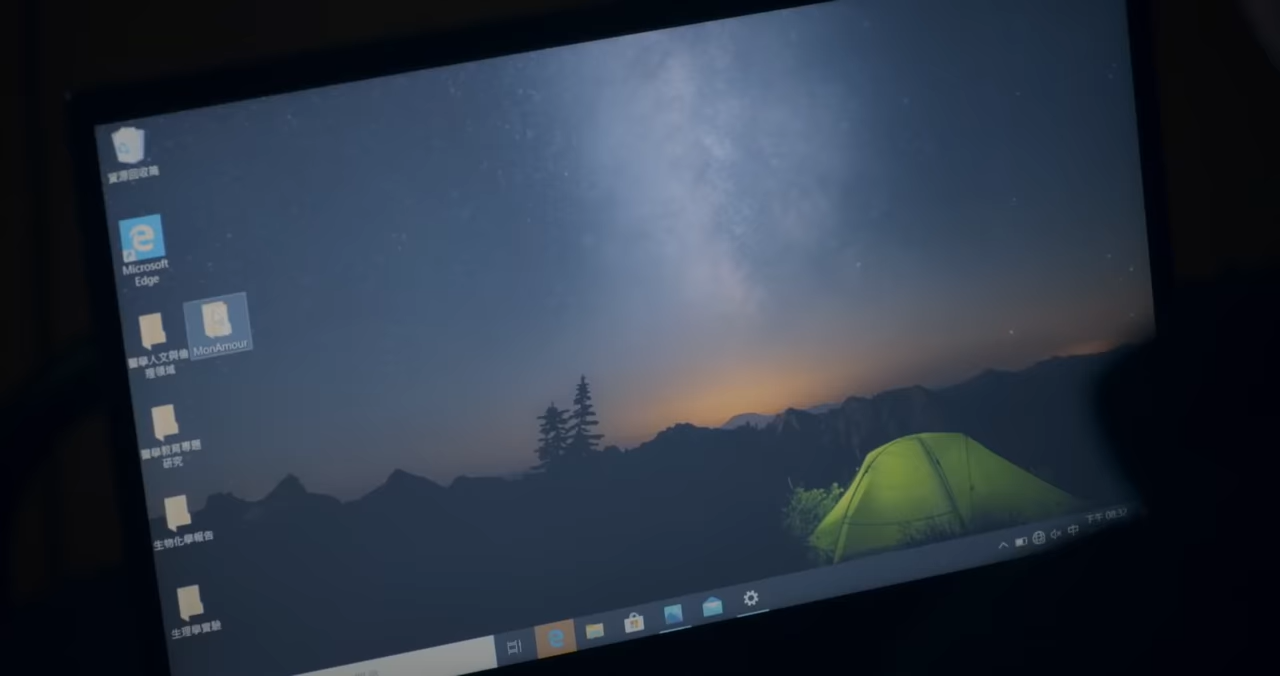 資源回收筒
Microsoft
Edge
MonAmour
醫學人文與倫
理領域
醫學教育專題
研究
生物化學報告
生理學實驗
中
下午 08:32